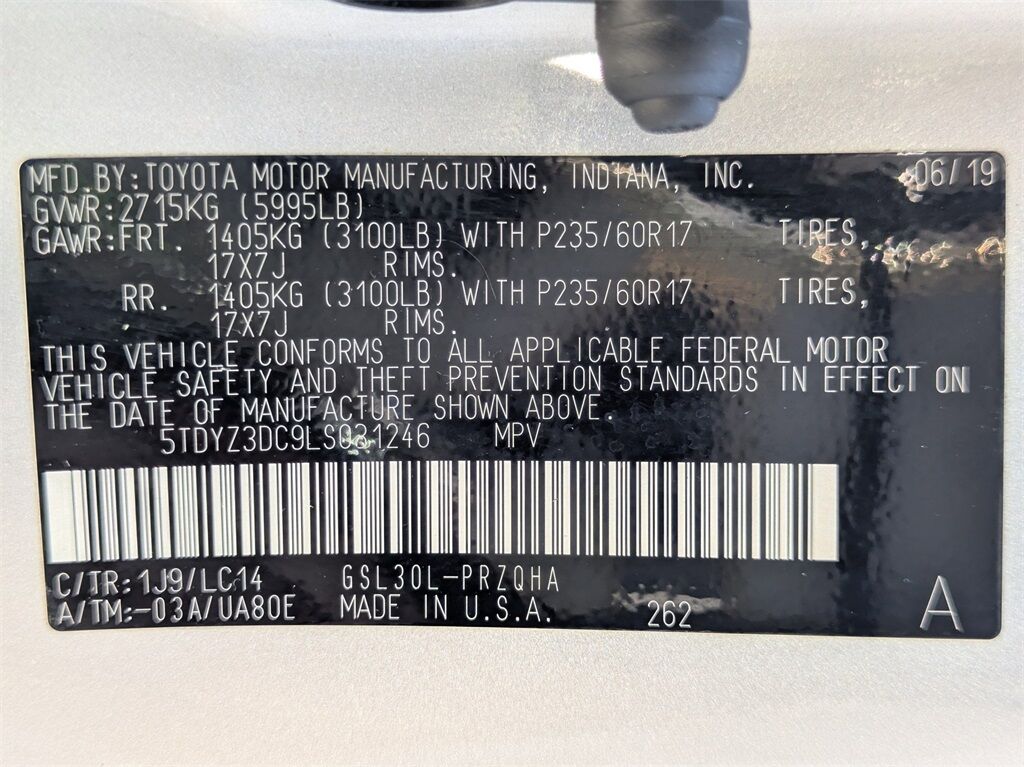 MFD.BY:TOYOTA MOTOR MANUFACTURING, INDIANA, INC. 06/19
GVWR:2715KG (5995LB)
GAWR:FRT. 1405KG (3100LB) WITH P235/60R17 TIRES,
17X7J RIMS.
RR. 1405KG (3100LB) WITH P235/60R17 TIRES,
17X7J RIMS.
THIS VEHICLE CONFORMS TO ALL APPLICABLE FEDERAL MOTOR
VEHICLE SAFETY AND THEFT PREVENTION STANDARDS IN EFFECT ON
THE DATE OF MANUFACTURE SHOWN ABOVE.
5TDYZ3DC9LS031246 MPV
C/TR:1J9/LC14 GSL30L-PRZQHA
A/TM:-03A/UA80E MADE IN U.S.A. 262 A